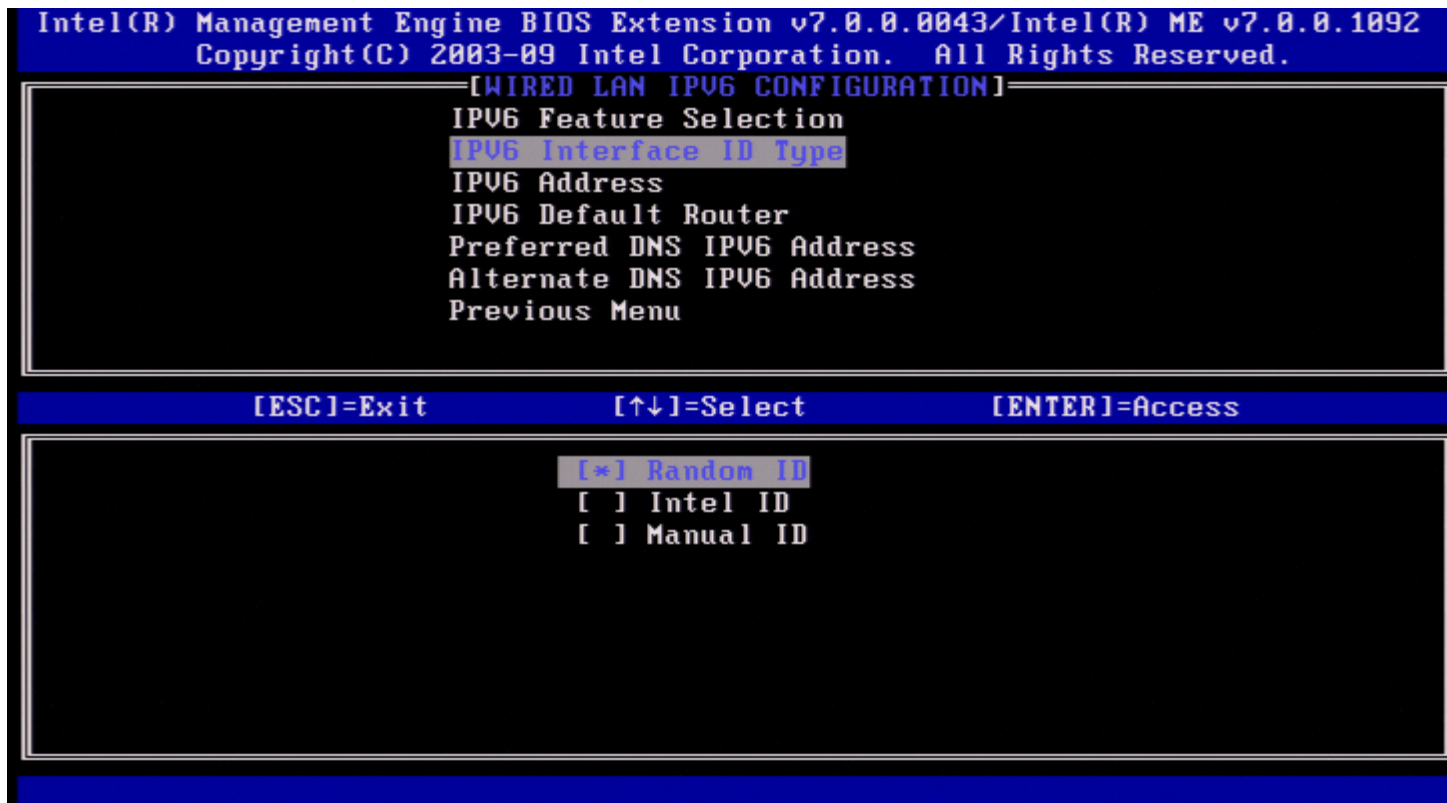 Intel(R) Management Engine BIOS Extension v7.0.0.0043/Intel(R) ME v7.0.0.1092
Copyright(C) 2003-09 Intel Corporation. All Rights Reserved.
[WIRED LAN IPV6 CONFIGURATION]
IPV6 Feature Selection
IPV6 Interface ID Type
IPV6 Address
IPV6 Default Router
Preferred DNS IPV6 Address
Alternate DNS IPV6 Address
Previous Menu
[ESC]=Exit [↑↓]=Select [ENTER]=Access
[*] Random ID
[ ] Intel ID
[ ] Manual ID